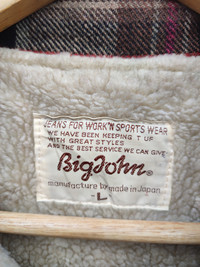 JEANS FOR WORK'N SPORTS WEAR
WE HAVE BEEN KEEPING T UP
WITH GREAT STYLES
AND THE BEST SERVICE WE CAN GIVE
BigJohn®
manufacture by made in Japan
-L-